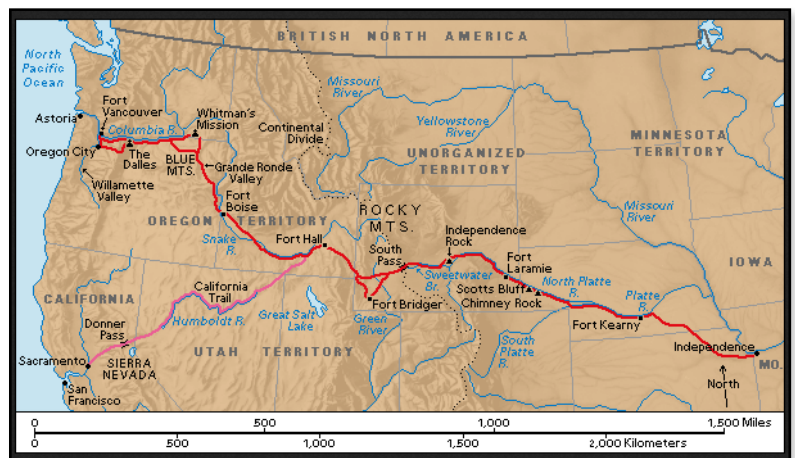 BRITISH NORTH AMERICA
North
Pacific
Ocean
Missouri
River
Fort
Vancouver
Astoria
Columbia R.
Whitman's
Mission
Continental
Divide
Yellowstone
River
MINNESOTA
TERRITORY
Oregon City
The
Dalles
BLUE
MTS.
Grande Ronde
Valley
UNORGANIZED
TERRITORY
Willamette
Valley
Fort
Boise
ROCKY
MTS.
Missouri
River
OREGON TERRITORY
Snake
R.
Fort Hall
South
Pass
Independence
Rock
Fort
Laramie
IOWA
Sweetwater
Br.
Scotts Bluff
North Platte
R.
Chimney Rock
Platte
R.
California
Trail
CALIFORNIA
Fort Bridger
Humboldt R.
Great Salt
Lake
Green
River
Fort Kearny
Donner
Pass
UTAH TERRITORY
South
Platte
R.
Independence
Sacramento
SIERRA
NEVADA
MO.
San
Francisco
North
0 500 1,000 1,500 Miles
0 500 1,000 1,500 2,000 Kilometers